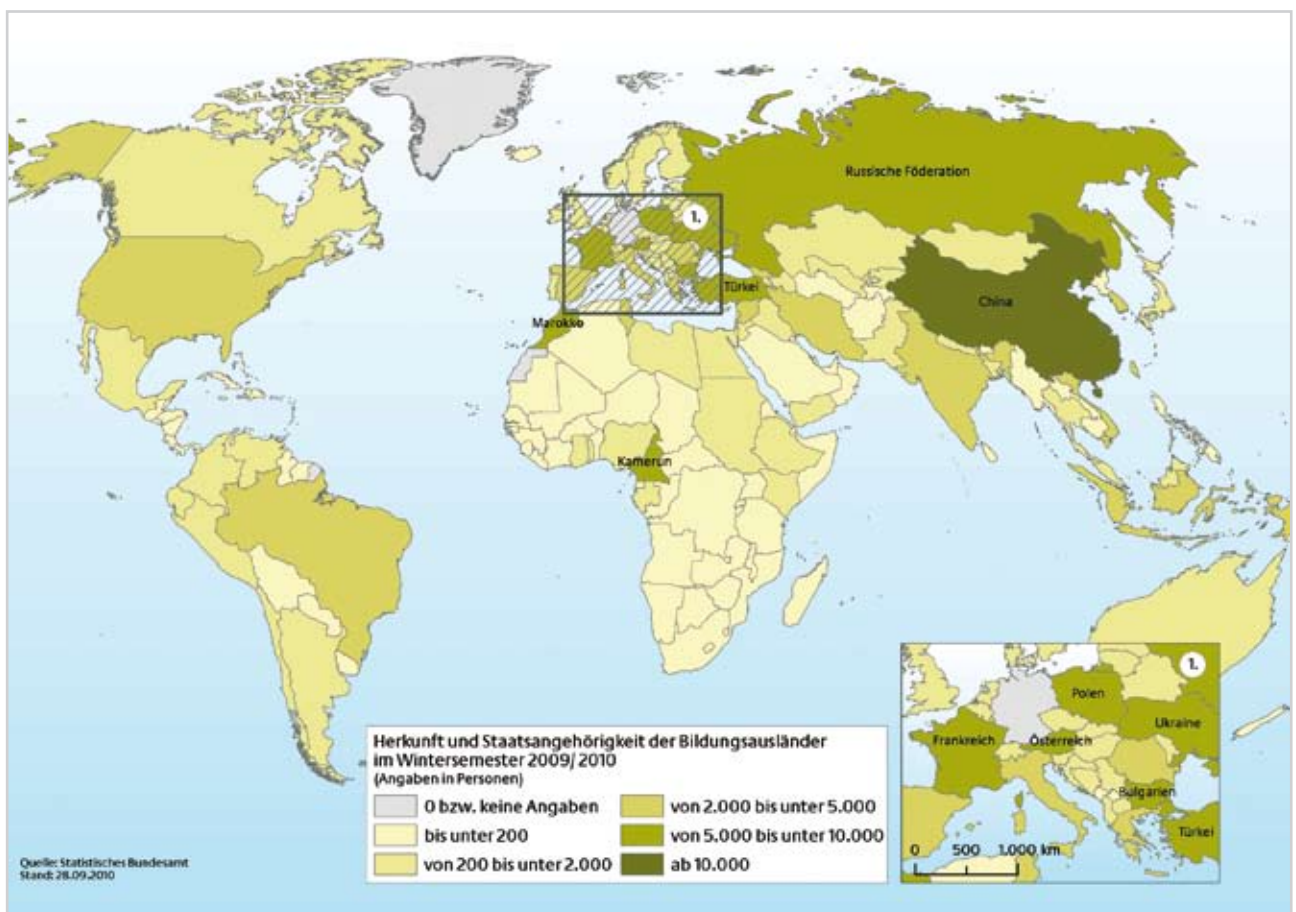 Russische Föderation
1.
Türkei
China
Marokko
Kamerun
Herkunft und Staatsangehörigkeit der Bildungsausländer
im Wintersemester 2009/2010
(Angaben in Personen)
0 bzw. keine Angaben
bis unter 200
von 200 bis unter 2.000
von 2.000 bis unter 5.000
von 5.000 bis unter 10.000
ab 10.000
1.
Polen
Ukraine
Frankreich
Österreich
Bulgarien
Türkei
0 500 1.000 km
Quelle: Statistisches Bundesamt
Stand: 28.09.2010